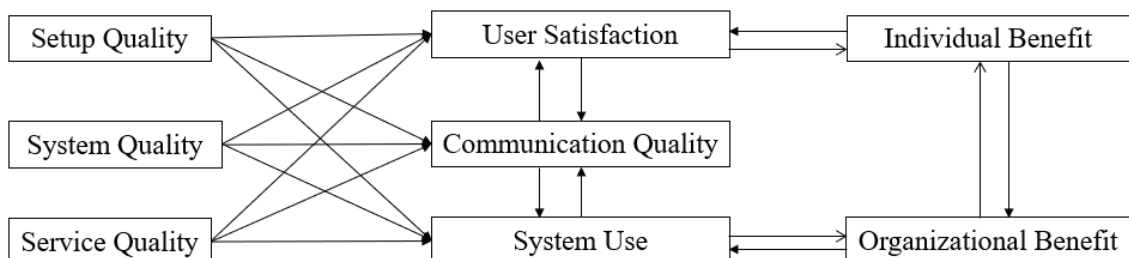 Setup Quality
User Satisfaction
Individual Benefit
System Quality
Communication Quality
Service Quality
System Use
Organizational Benefit